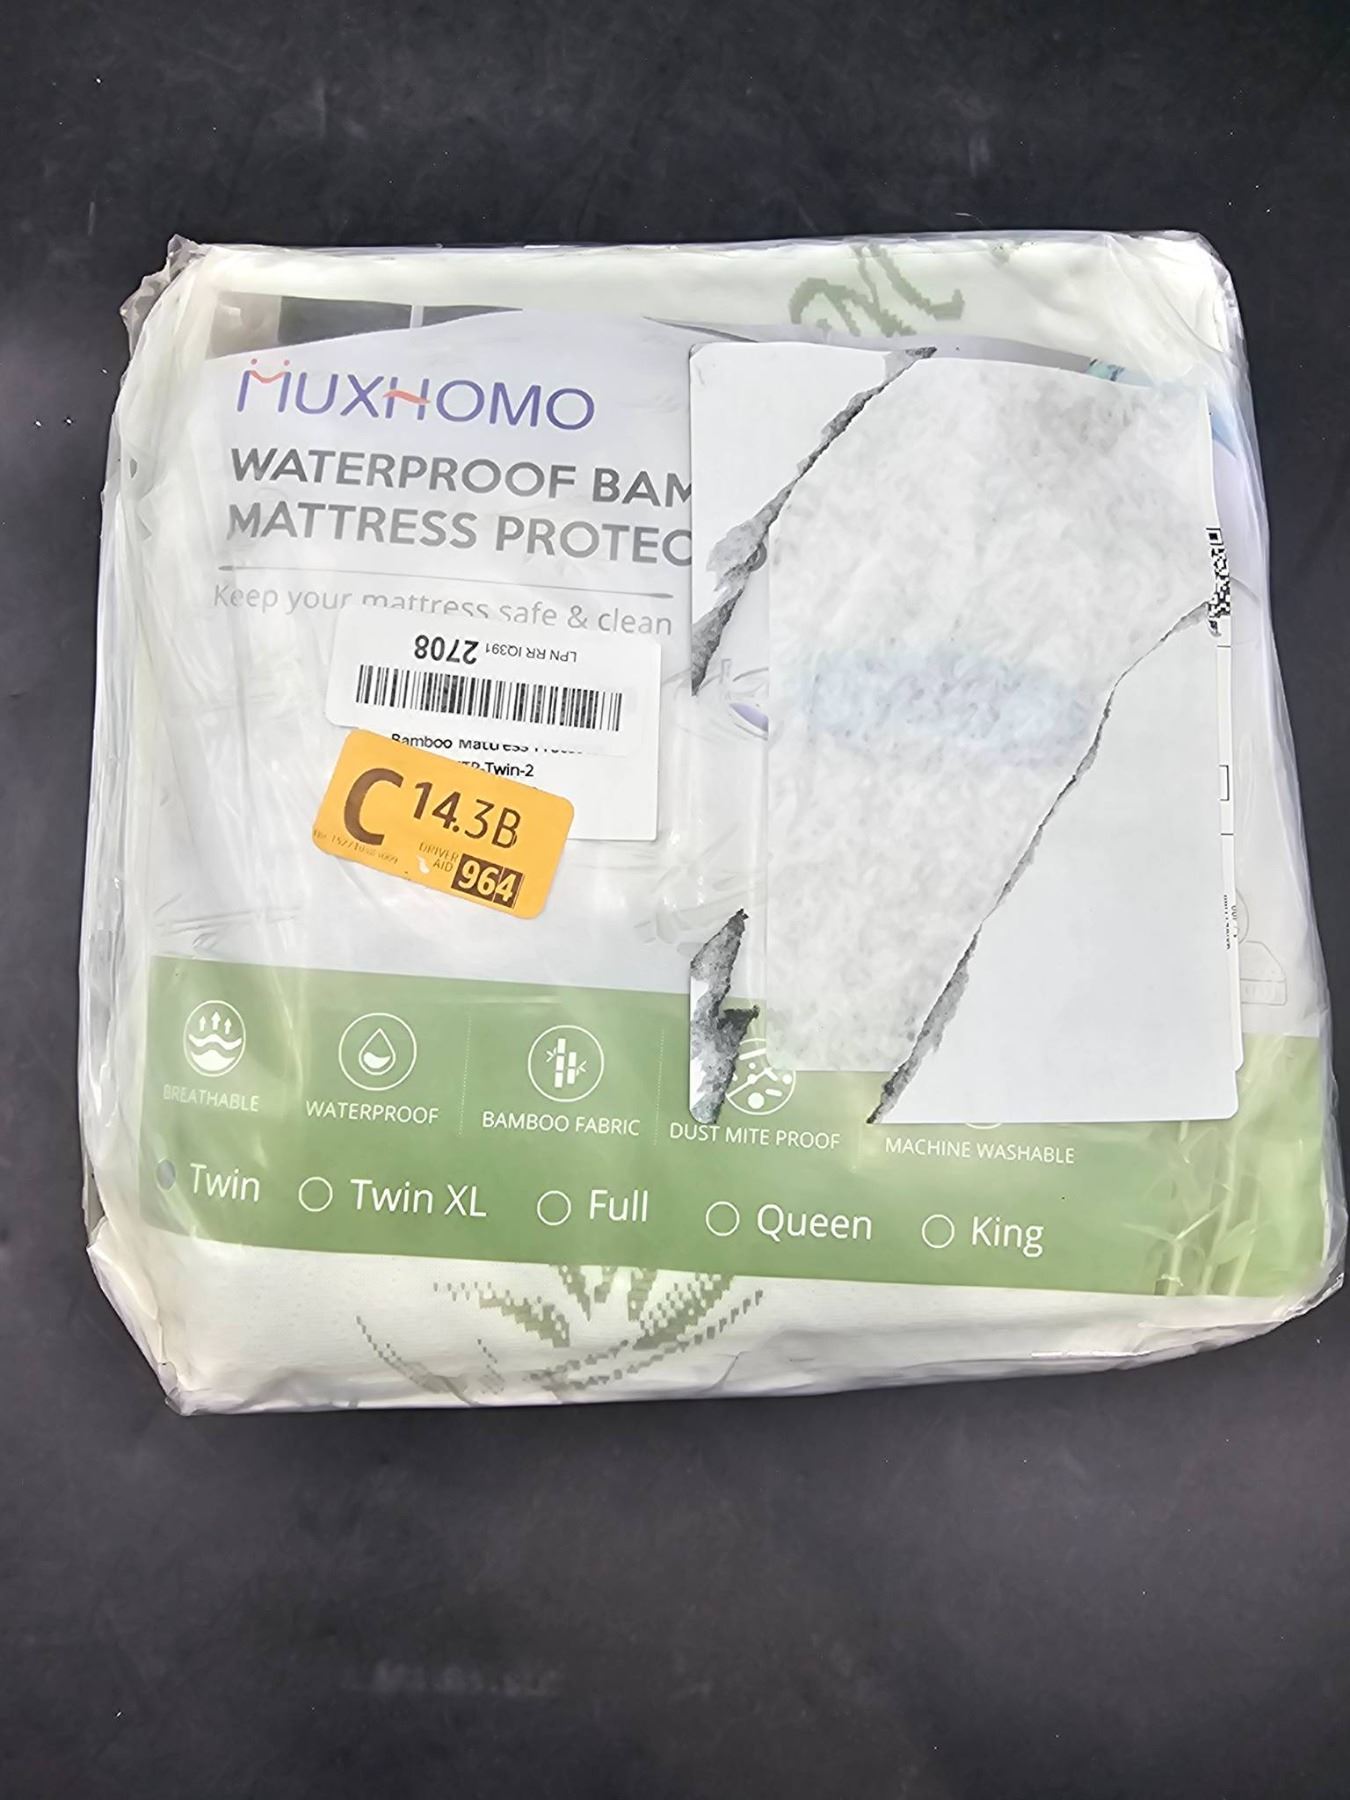 MUXHOMO
WATERPROOF BAM
MATTRESS PROTEC
Keep your mattress safe & clean
LPN RR IQ391 2708
Bamboo Mattress
-Twin-2
C 14.3B
DRIVER
AID 964
BREATHABLE
WATERPROOF
BAMBOO FABRIC
DUST MITE PROOF
MACHINE WASHABLE
Twin
Twin XL
Full
Queen
King